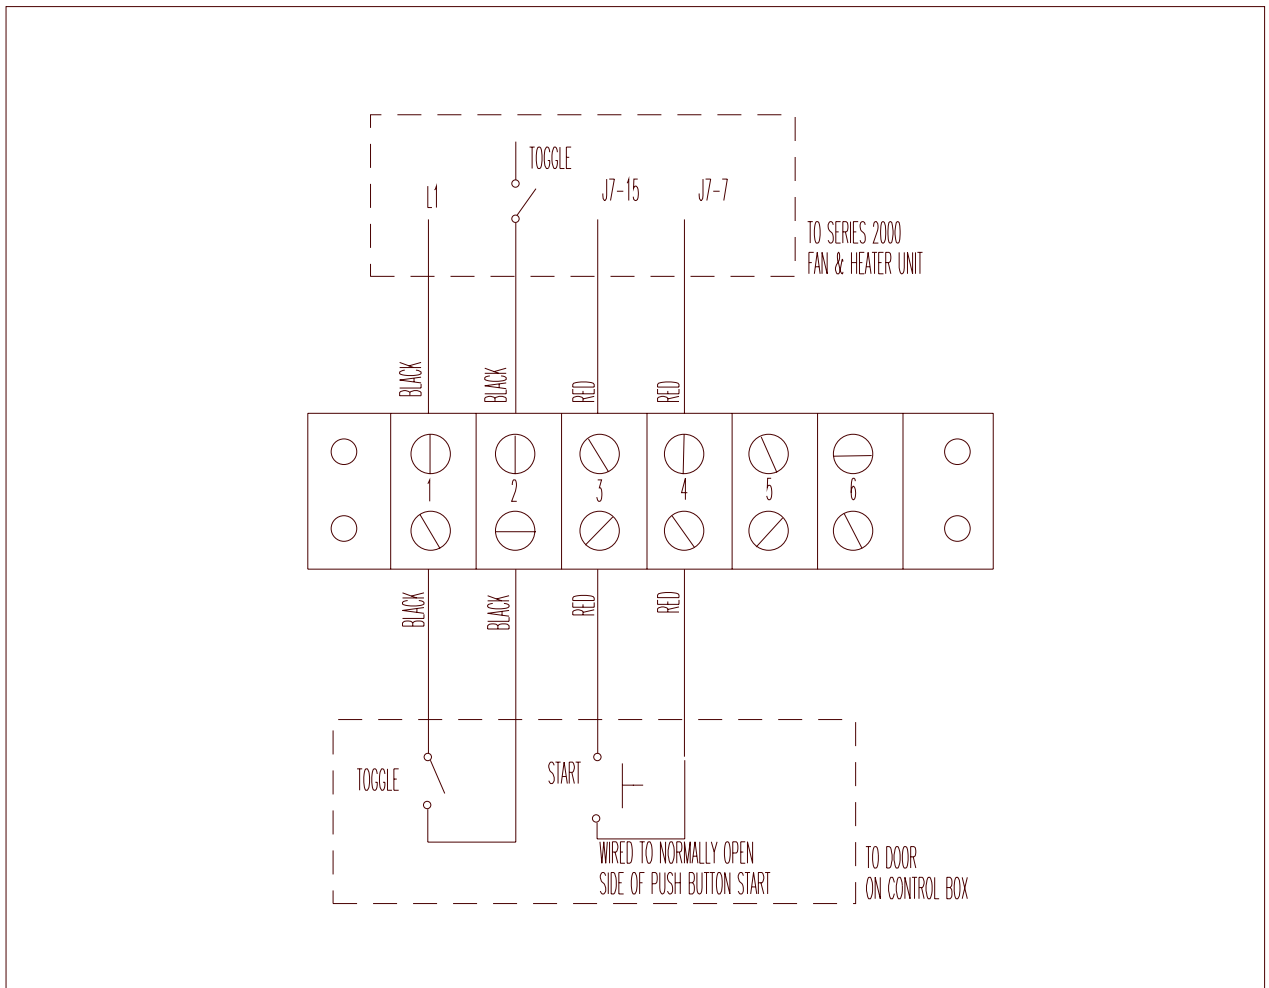 TOGGLE
L1
J7-15
J7-7
TO SERIES 2000
FAN & HEATER UNIT
BLACK
BLACK
RED
RED
1
2
3
4
5
6
BLACK
BLACK
RED
RED
TOGGLE
START
WIRED TO NORMALLY OPEN
SIDE OF PUSH BUTTON START
TO DOOR
ON CONTROL BOX